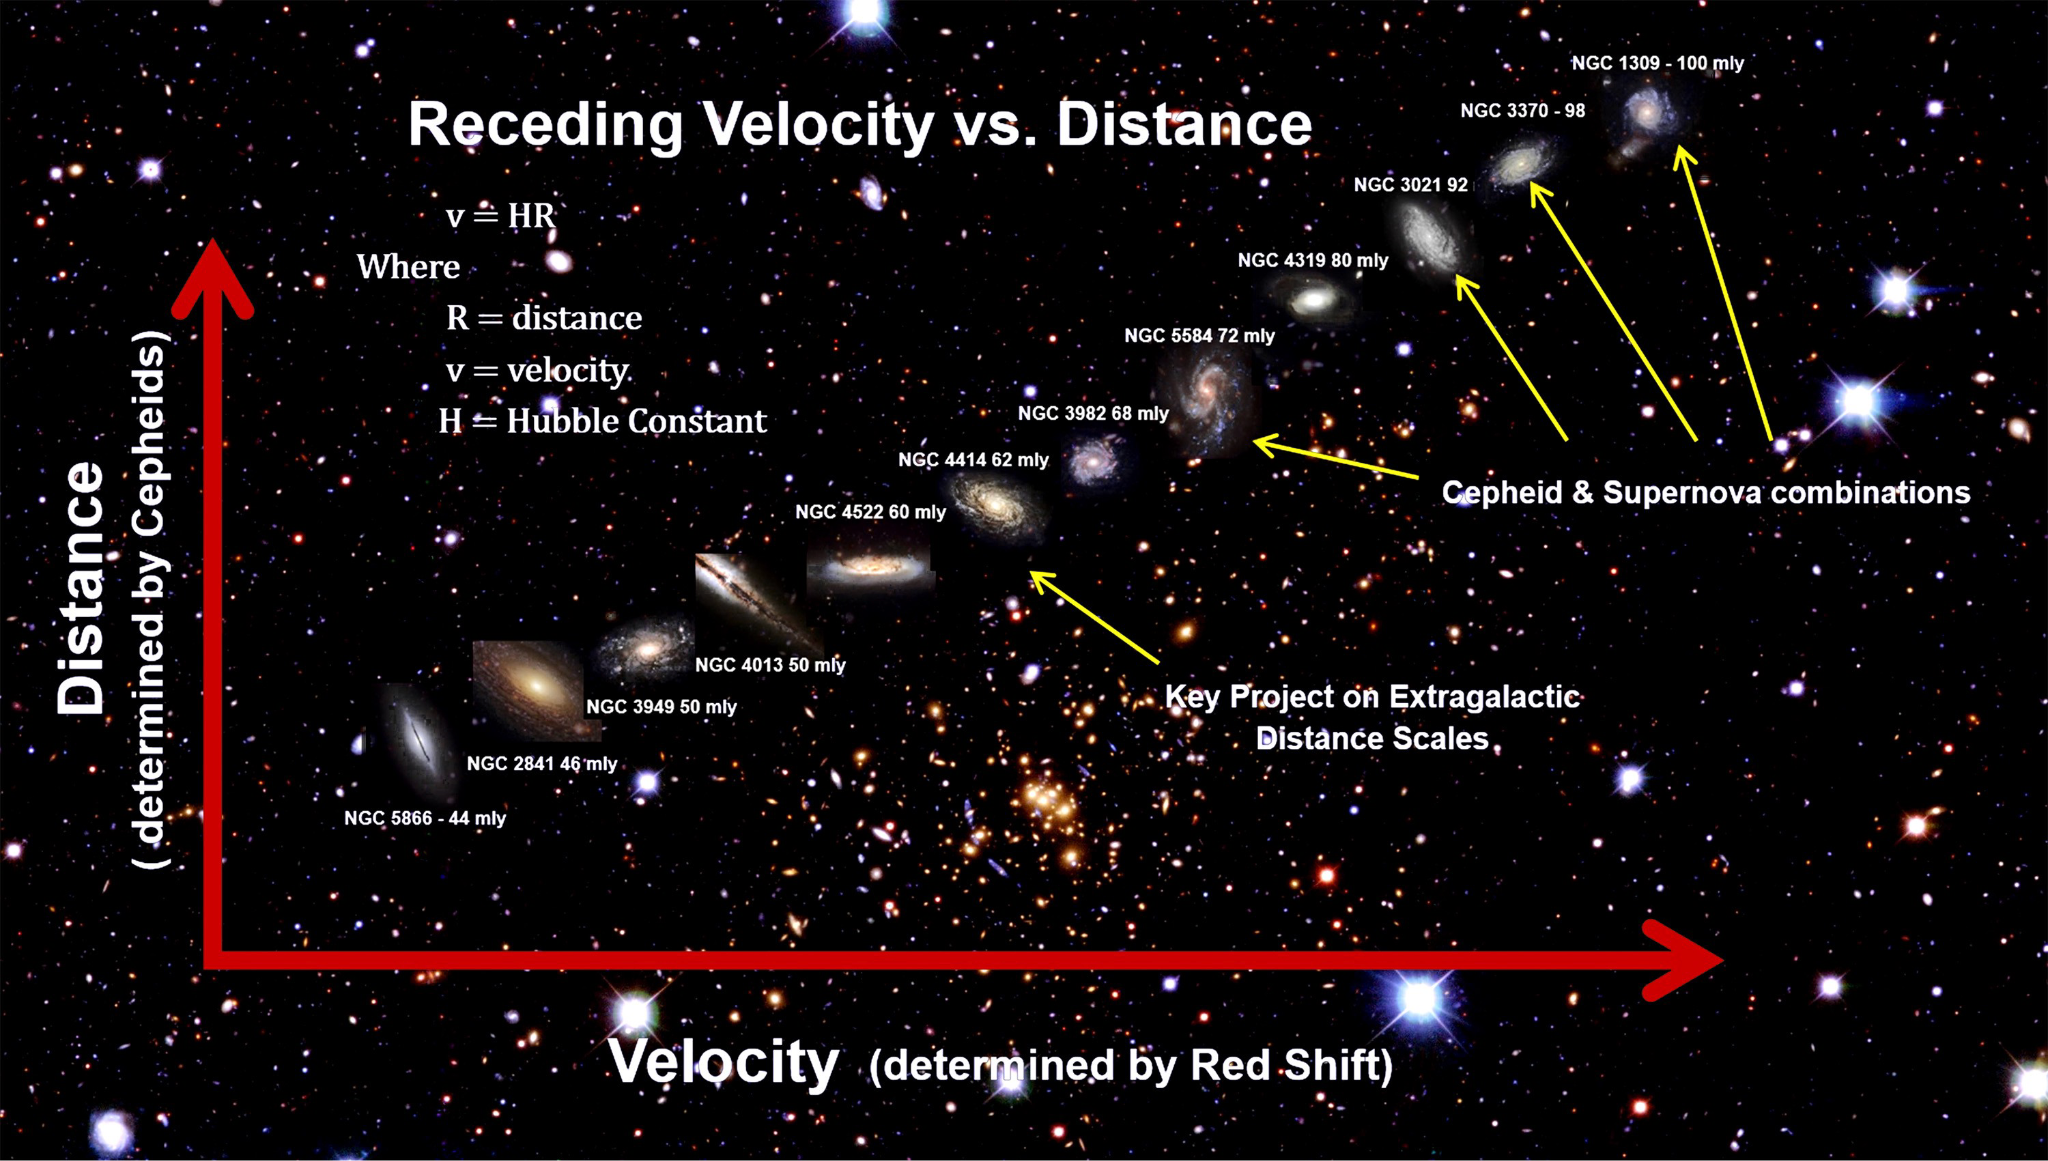 Receding Velocity vs. Distance
v = HR
Where
R = distance
v = velocity
H = Hubble Constant
NGC 1309 - 100 mly
NGC 3370 - 98
NGC 3021 92
NGC 4319 80 mly
NGC 5584 72 mly
NGC 3982 68 mly
NGC 4414 62 mly
NGC 4522 60 mly
NGC 4013 50 mly
NGC 3949 50 mly
NGC 2841 46 mly
NGC 5866 - 44 mly
Cepheid & Supernova combinations
Key Project on Extragalactic
Distance Scales
Distance
( determined by Cepheids)
Velocity (determined by Red Shift)